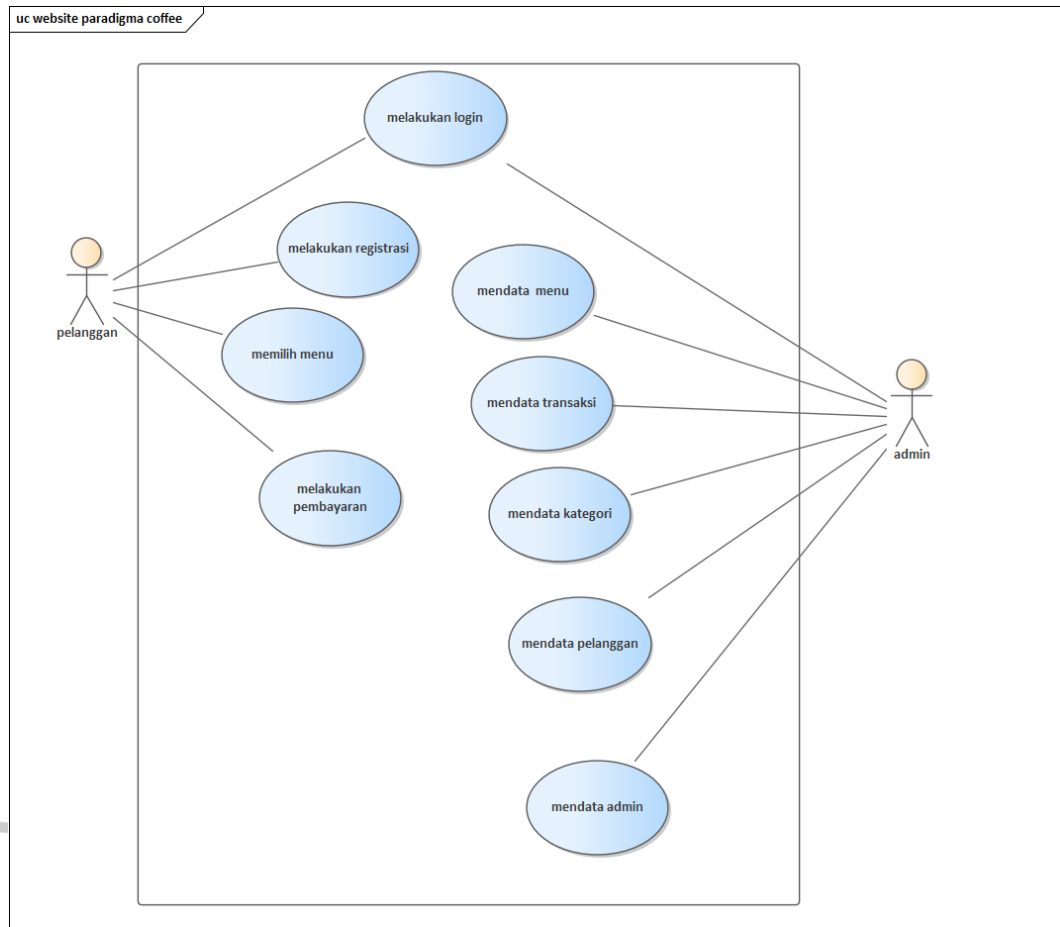 uc website paradigma coffee
melakukan login
melakukan registrasi
mendata menu
pelanggan
memilih menu
mendata transaksi
admin
melakukan
pembayaran
mendata kategori
mendata pelanggan
mendata admin